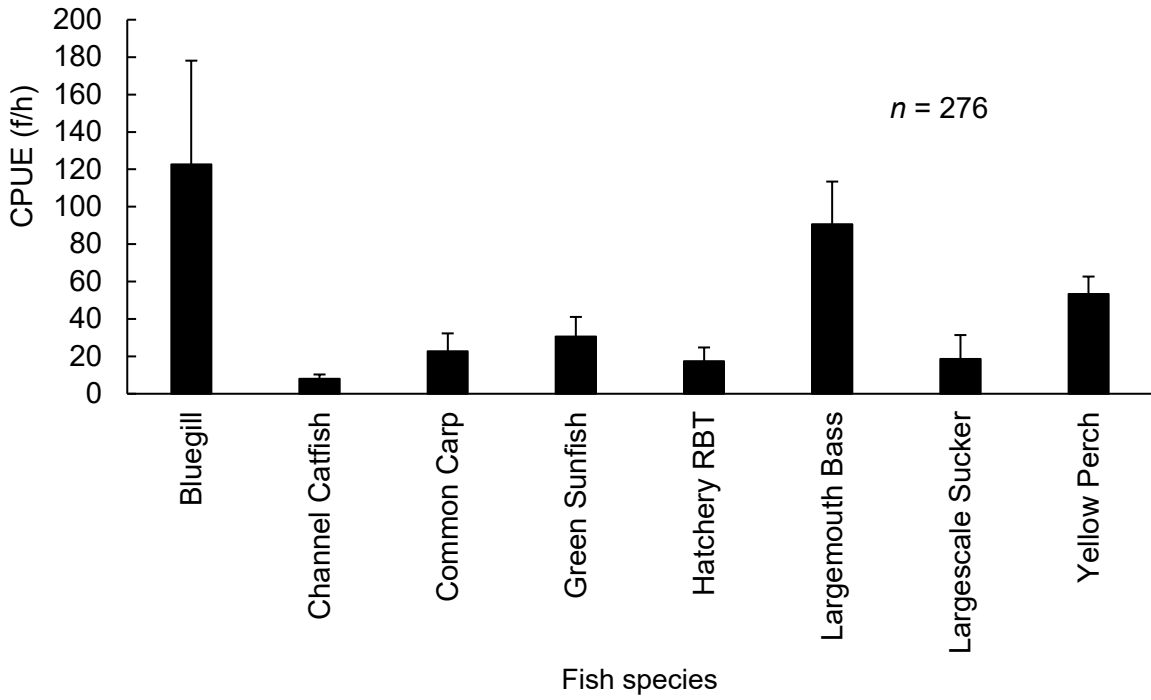 200
180
160
140
120
100
80
60
40
20
0
CPUE (f/h)
n = 276
Bluegill
Channel Catfish
Common Carp
Green Sunfish
Hatchery RBT
Largemouth Bass
Largescale Sucker
Yellow Perch
Fish species